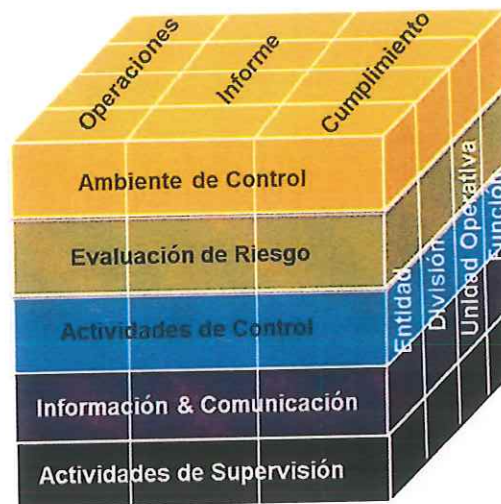 Operaciones
Informe
Cumplimiento
Ambiente de Control
Evaluación de Riesgo
Actividades de Control
Información & Comunicación
Actividades de Supervisión
Entidad
División
Unidad Operativa
Función